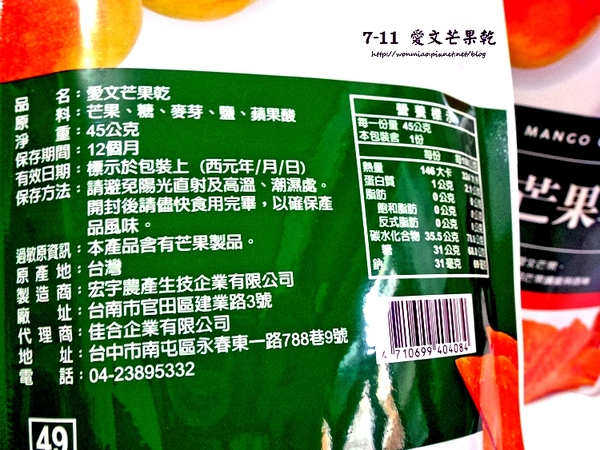 7-11 愛文芒果乾
http://wonmiao.pixnet.net/blog
品名：愛文芒果乾
原料：芒果、糖、麥芽、鹽、蘋果酸
淨重：45公克
保存期間：12個月
有效日期：標示於包裝上（西元年/月/日）
保存方法：請避免陽光直射及高溫、潮濕處。
開封後請儘快食用完畢，以確保產
品風味。
過敏原資訊：本產品含有芒果製品。
原產地：台灣
製造商：宏宇農產生技企業有限公司
廠址：台南市官田區建業路3號
代理商：佳合企業有限公司
地址：台中市南屯區永春東一路788巷9號
電話：04-23895332
49
營養標示
每一份量 45公克
本包裝含 1份
每份
熱量 146大卡
蛋白質 1公克
脂肪 0公克
飽和脂肪 0公克
反式脂肪 0公克
碳水化合物 35.5公克
糖 31公克
鈉 31毫克
4 710699 404084
MANGO
芒果